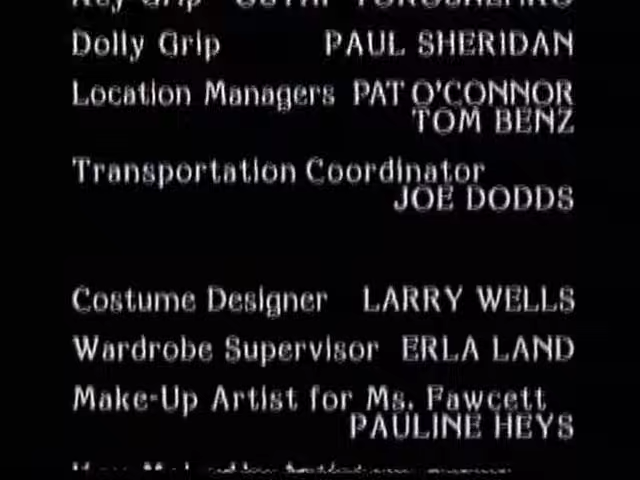 Dolly Grip PAUL SHERIDAN
Location Managers PAT O'CONNOR
TOM BENZ
Transportation Coordinator
JOE DODDS
Costume Designer LARRY WELLS
Wardrobe Supervisor ERLA LAND
Make-Up Artist for Ms. Fawcett
PAULINE HEYS